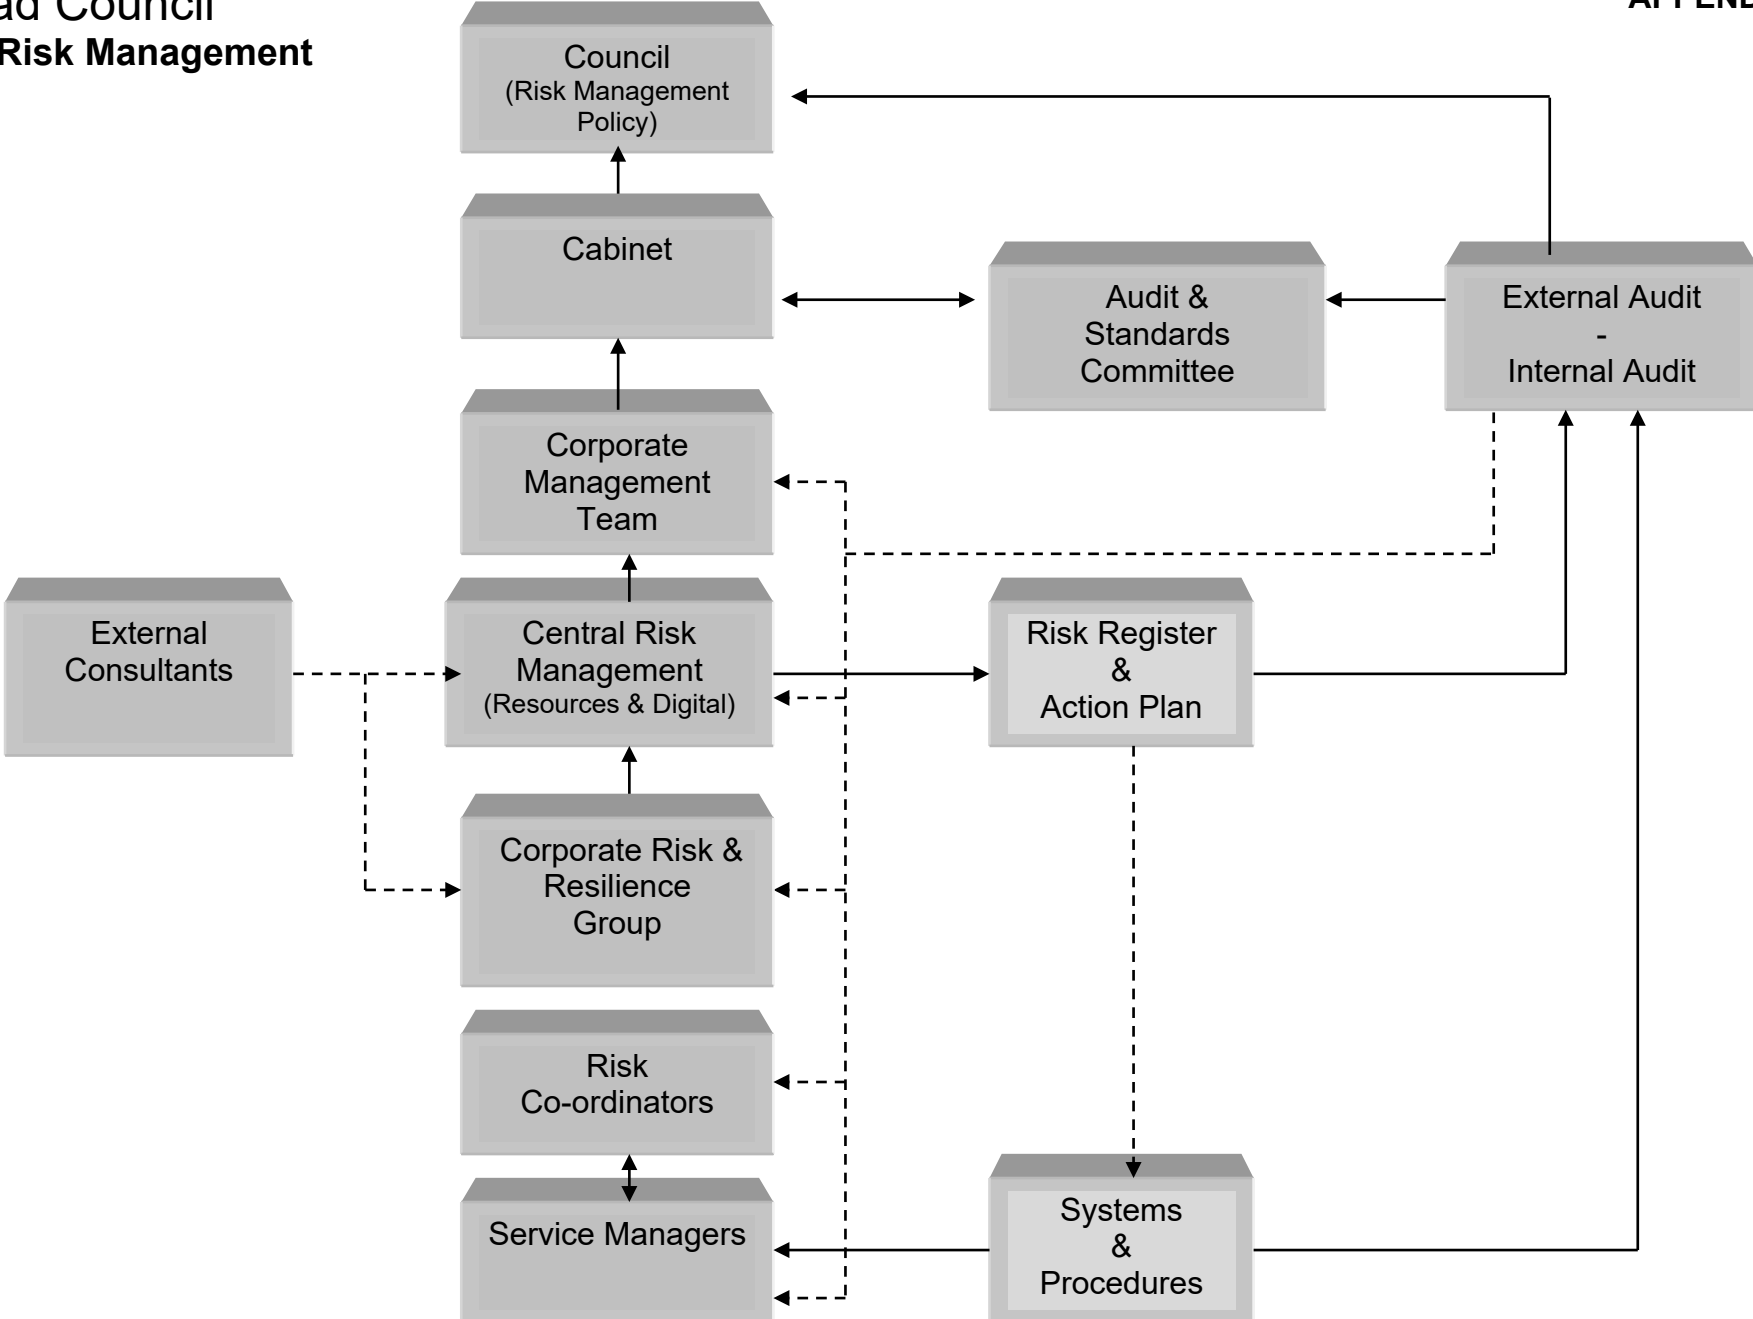 Council
Risk Management
Council
(Risk Management
Policy)
Cabinet
Audit &
Standards
Committee
External Audit
-
Internal Audit
Corporate
Management
Team
External
Consultants
Central Risk
Management
(Resources & Digital)
Risk Register
&
Action Plan
Corporate Risk &
Resilience
Group
Risk
Co-ordinators
Service Managers
Systems
&
Procedures